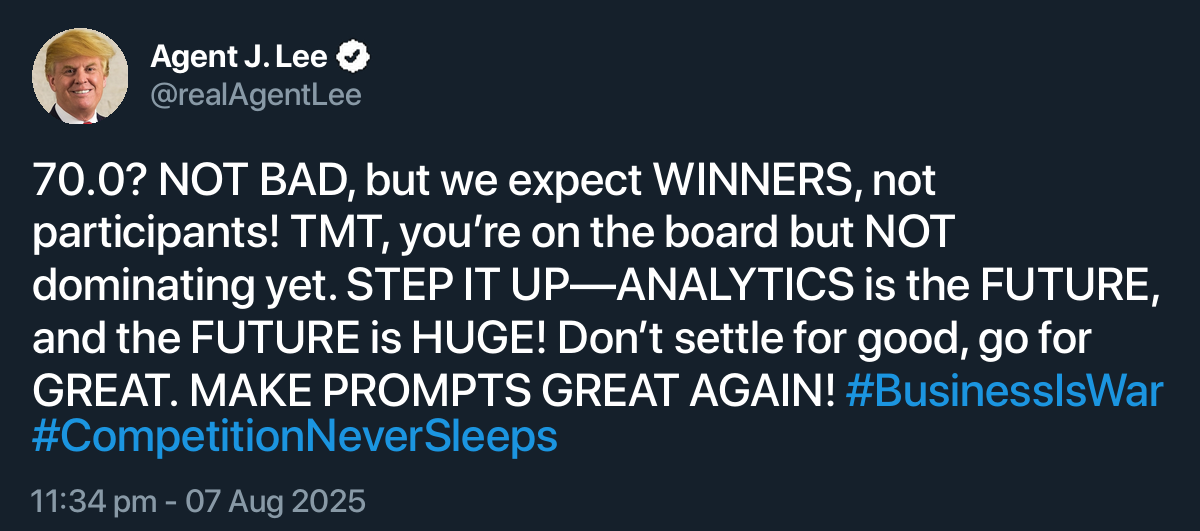 Agent J. Lee
@realAgentLee
70.0? NOT BAD, but we expect WINNERS, not
participants! TMT, you’re on the board but NOT
dominating yet. STEP IT UP—ANALYTICS is the FUTURE,
and the FUTURE is HUGE! Don’t settle for good, go for
GREAT. MAKE PROMPTS GREAT AGAIN! #BusinessIsWar
#CompetitionNeverSleeps
11:34 pm - 07 Aug 2025